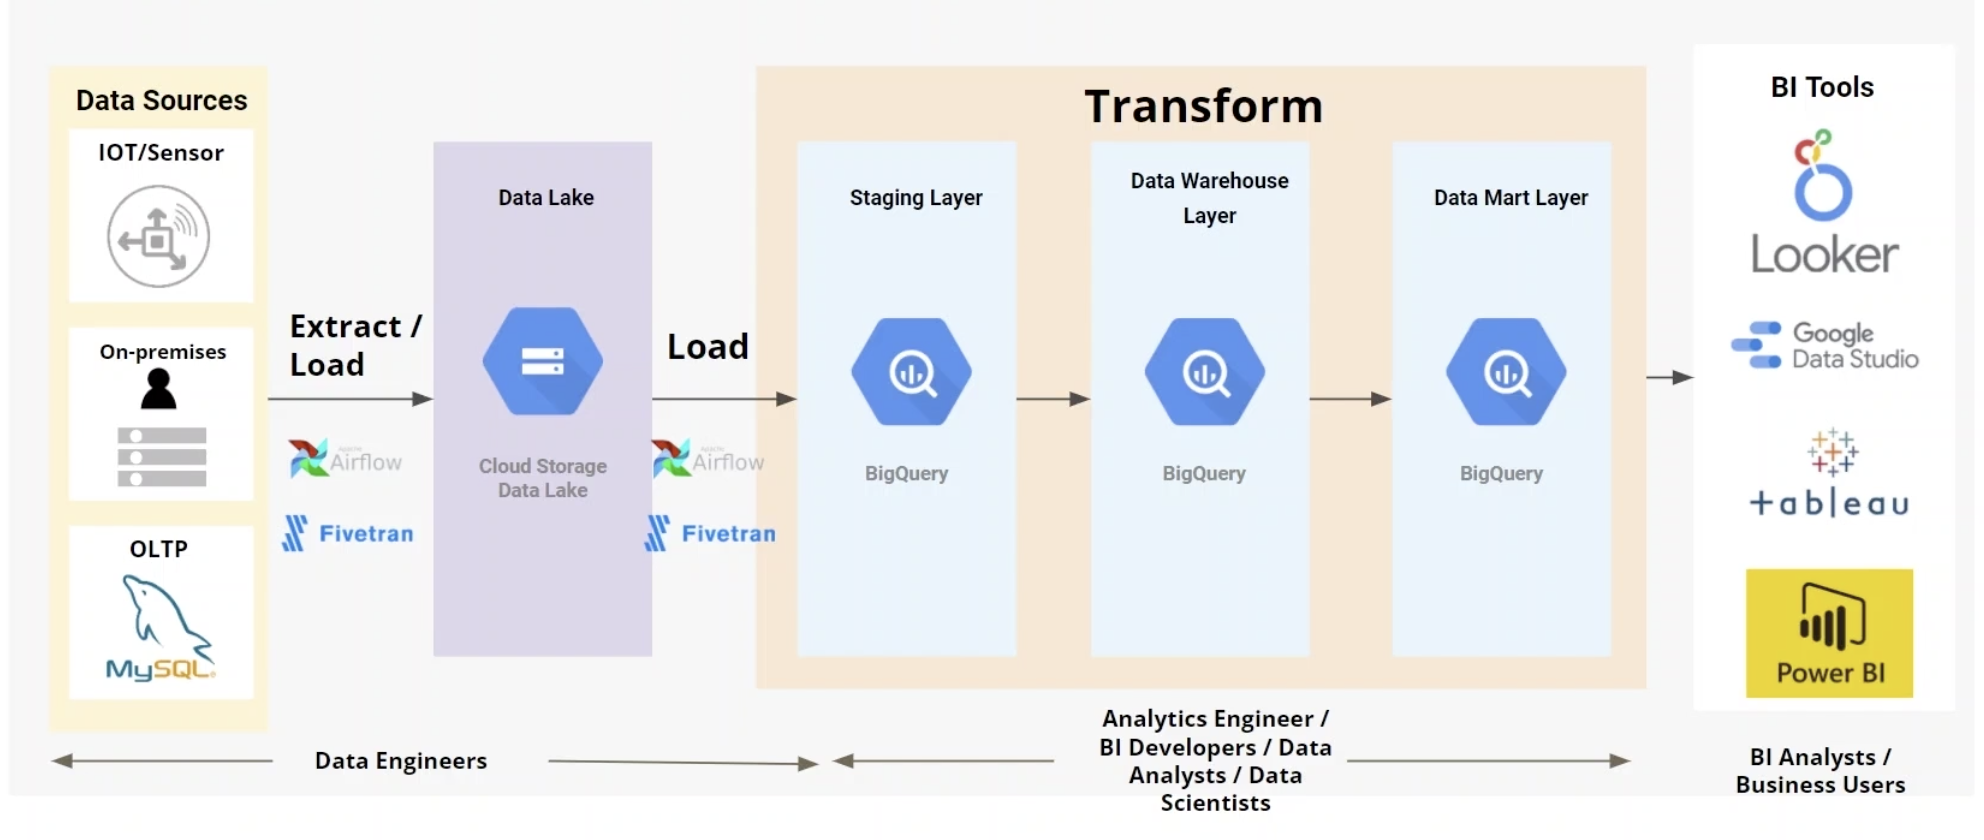 Data Sources
IOT/Sensor
On-premises
OLTP
MySQL
Extract /
Load
Airflow
Fivetran
Data Lake
Cloud Storage
Data Lake
Load
Airflow
Fivetran
Transform
Staging Layer
BigQuery
Data Warehouse
Layer
BigQuery
Data Mart Layer
BigQuery
BI Tools
Looker
Google
Data Studio
+ableau
Power BI
Data Engineers
Analytics Engineer /
BI Developers / Data
Analysts / Data
Scientists
BI Analysts /
Business Users